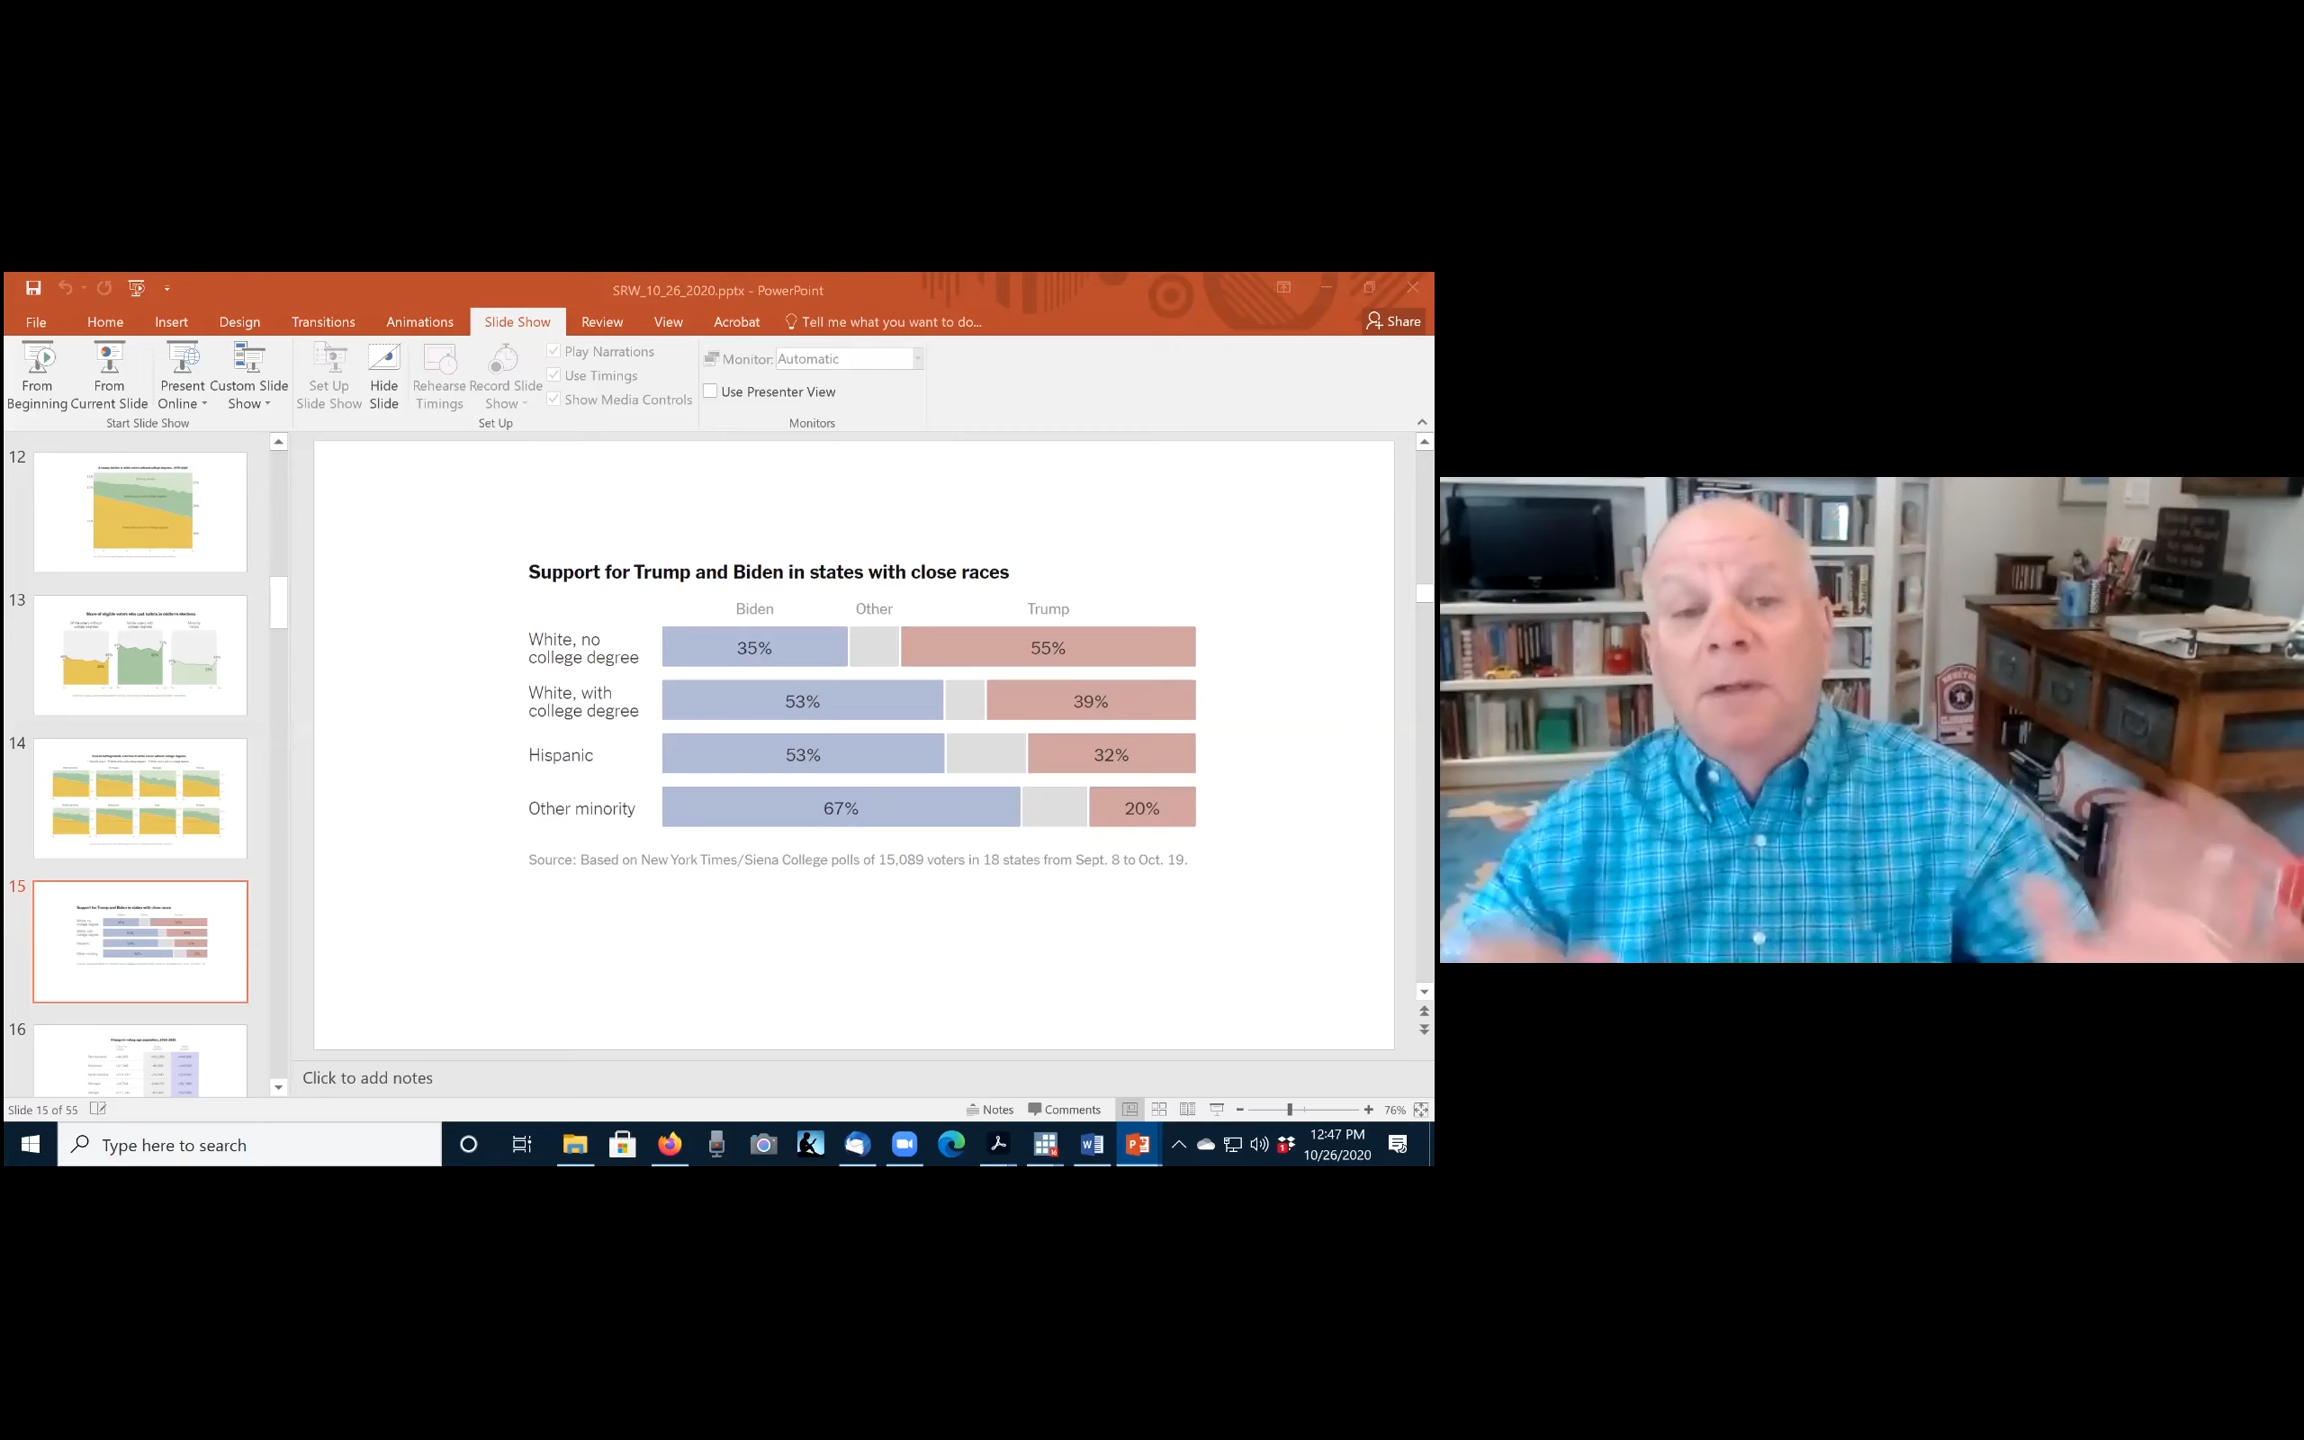 SRW_10_26_2020.pptx - PowerPoint
File Home Insert Design Transitions Animations Slide Show Review View Acrobat Tell me what you want to do... Share
From Beginning
From Current Slide
Present Online
Custom Slide Show
Start Slide Show
Set Up Slide Show
Hide Slide
Rehearse Timings
Record Slide Show
Play Narrations
Use Timings
Show Media Controls
Set Up
Monitor: Automatic
Use Presenter View
Monitors
12
13
14
15
16
Support for Trump and Biden in states with close races
Biden Other Trump
White, no
college degree
35% 55%
White, with
college degree
53% 39%
Hispanic 53% 32%
Other minority 67% 20%
Source: Based on New York Times/Siena College polls of 15,089 voters in 18 states from Sept. 8 to Oct. 19.
Click to add notes
Slide 15 of 55 Notes Comments 76%
Type here to search
12:47 PM
10/26/2020